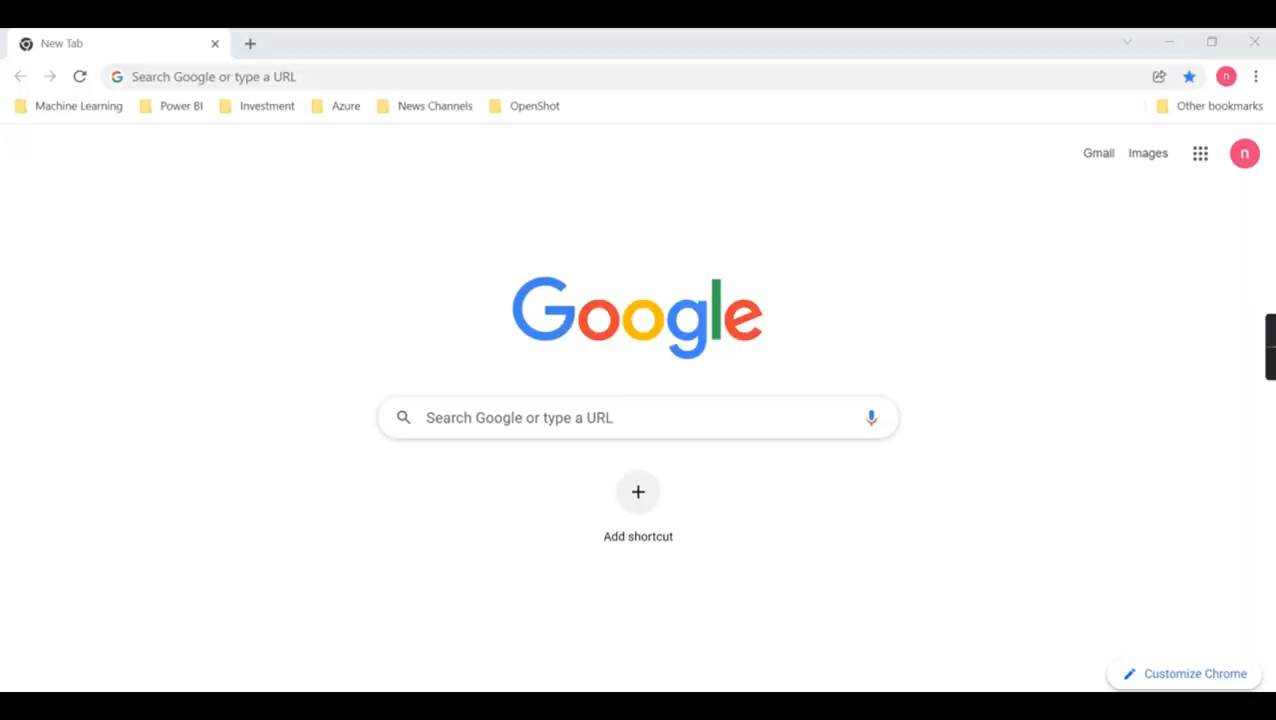 New Tab
Search Google or type a URL
n
Machine Learning Power BI Investment Azure News Channels OpenShot Other bookmarks
Gmail Images n
Google
Search Google or type a URL
Add shortcut
Customize Chrome